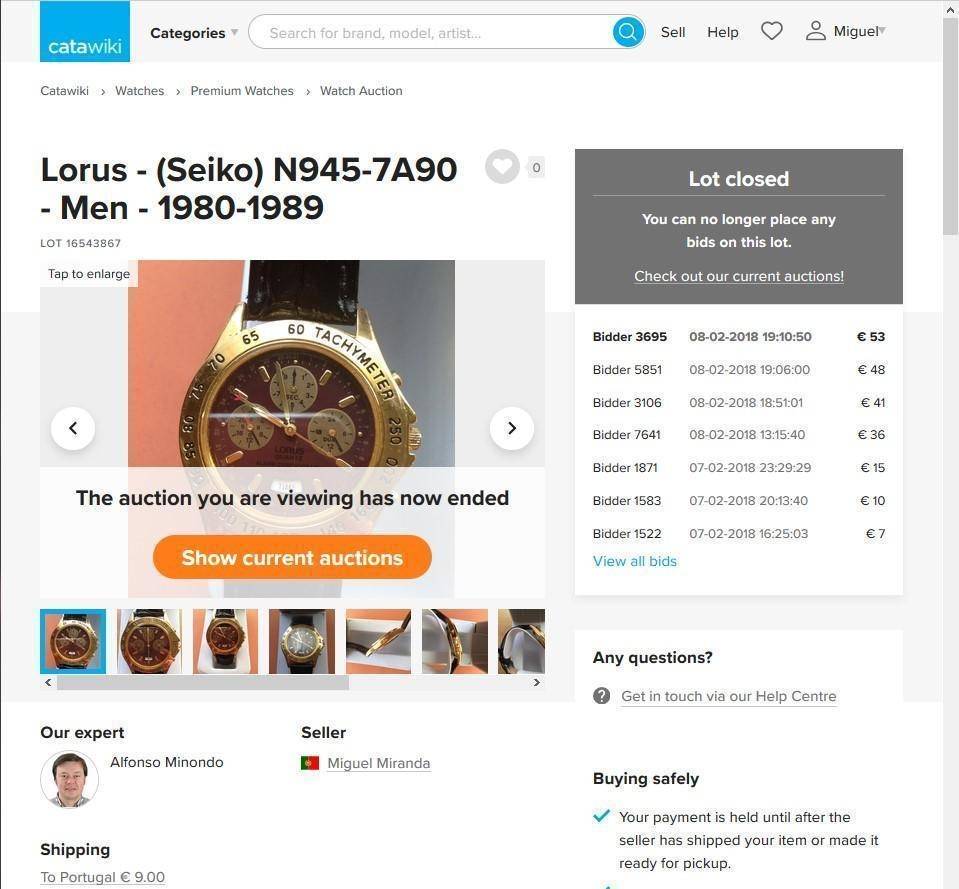 catawiki
Categories
Search for brand, model, artist...
Sell
Help
Miguel
Catawiki › Watches › Premium Watches › Watch Auction
Lorus - (Seiko) N945-7A90
- Men - 1980-1989
0
LOT 16543867
Tap to enlarge
60 TACHYMETER
65
70
75
80
85
250
SEC.
LORUS
QUARTZ
The auction you are viewing has now ended
Show current auctions
Lot closed
You can no longer place any
bids on this lot.
Check out our current auctions!
Bidder 3695 08-02-2018 19:10:50 € 53
Bidder 5851 08-02-2018 19:06:00 € 48
Bidder 3106 08-02-2018 18:51:01 € 41
Bidder 7641 08-02-2018 13:15:40 € 36
Bidder 1871 07-02-2018 23:29:29 € 15
Bidder 1583 07-02-2018 20:13:40 € 10
Bidder 1522 07-02-2018 16:25:03 € 7
View all bids
Any questions?
Get in touch via our Help Centre
Our expert
Alfonso Minondo
Seller
Miguel Miranda
Shipping
To Portugal € 9.00
Buying safely
Your payment is held until after the
seller has shipped your item or made it
ready for pickup.